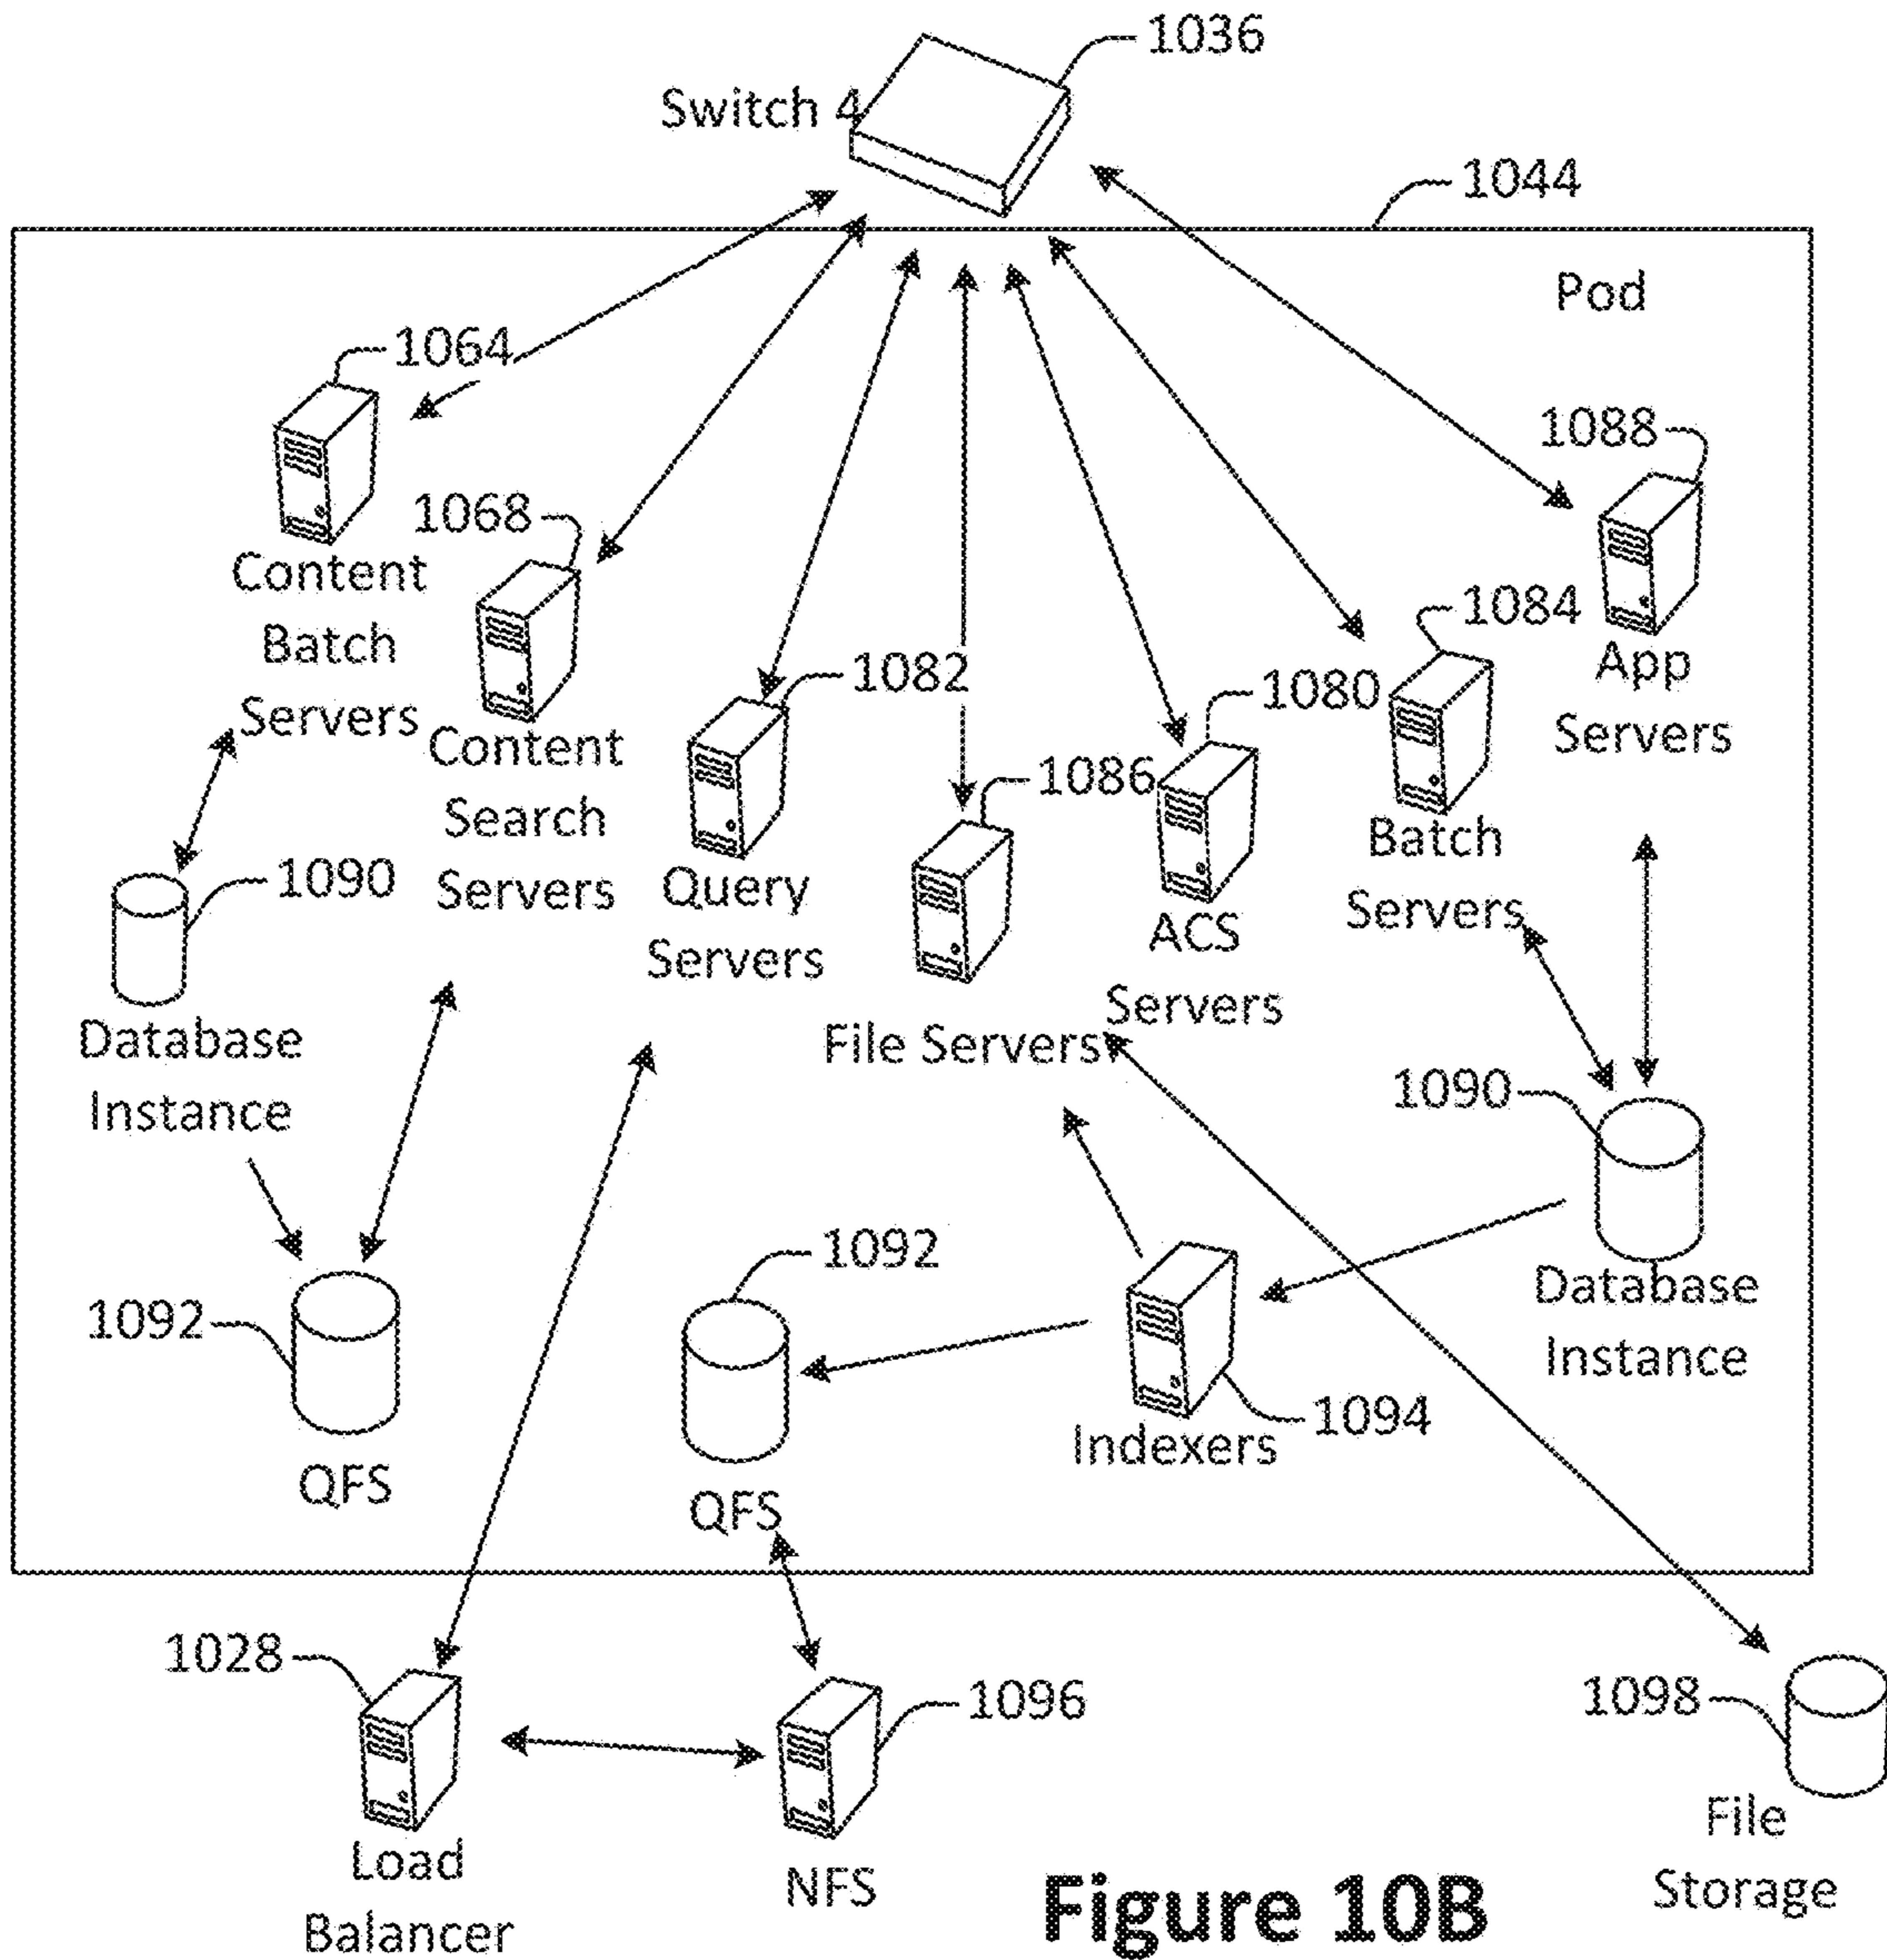 1036
Switch 4
1044
Pod
1064
1088
1068
Content
Batch
Servers
1084
App
Servers
1082
1080
Content
Search
Servers
1086
Batch
Servers
1090
Query
Servers
ACS
Servers
Database
Instance
File Servers
1090
1092
1092
Database
Instance
1094
Indexers
QFS
QFS
1028
1096
1098
Load
Balancer
NFS
File
Storage
Figure 10B